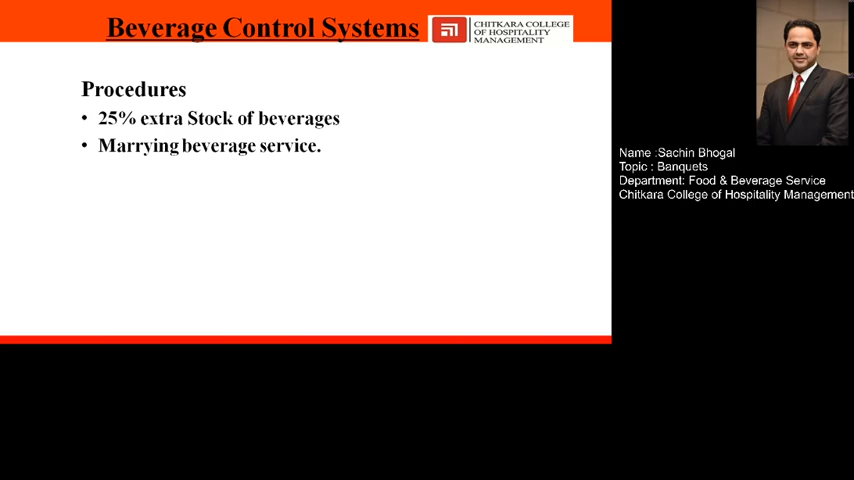 Beverage Control Systems
CHITKARA COLLEGE
OF HOSPITALITY
MANAGEMENT
Procedures
• 25% extra Stock of beverages
• Marrying beverage service.
Name :Sachin Bhogal
Topic : Banquets
Department: Food & Beverage Service
Chitkara College of Hospitality Management